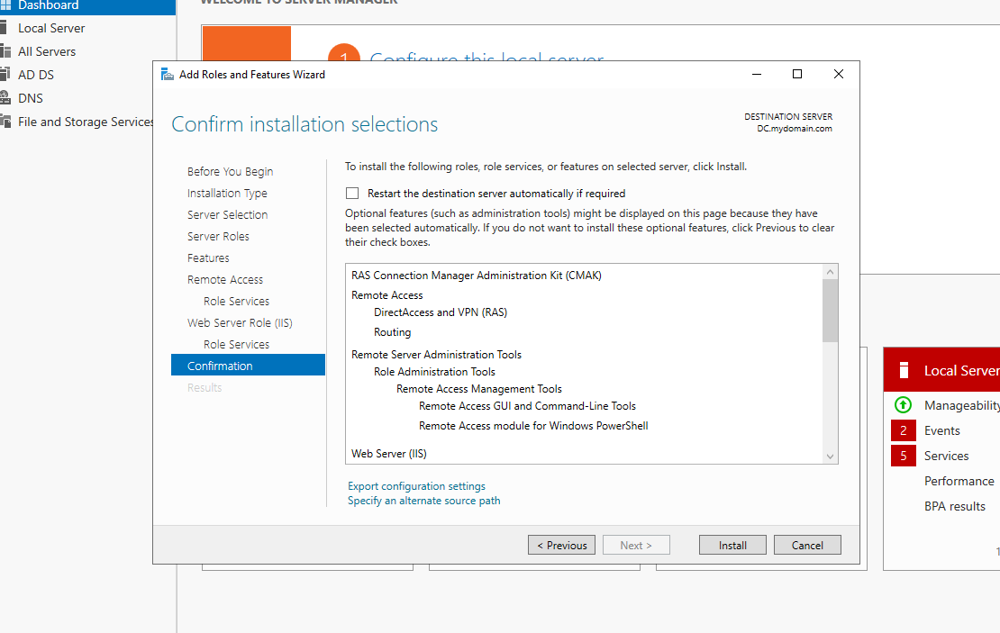 Dashboard
WELCOME TO SERVER MANAGER
Local Server
All Servers
AD DS
DNS
File and Storage Services
1 Configure this local server
Add Roles and Features Wizard
Confirm installation selections
DESTINATION SERVER
DC.mydomain.com
Before You Begin
Installation Type
Server Selection
Server Roles
Features
Remote Access
Role Services
Web Server Role (IIS)
Role Services
Confirmation
Results
To install the following roles, role services, or features on selected server, click Install.
Restart the destination server automatically if required
Optional features (such as administration tools) might be displayed on this page because they have
been selected automatically. If you do not want to install these optional features, click Previous to clear
their check boxes.
RAS Connection Manager Administration Kit (CMAK)
Remote Access
DirectAccess and VPN (RAS)
Routing
Remote Server Administration Tools
Role Administration Tools
Remote Access Management Tools
Remote Access GUI and Command-Line Tools
Remote Access module for Windows PowerShell
Web Server (IIS)
Export configuration settings
Specify an alternate source path
< Previous
Next >
Install
Cancel
Local Server
Manageability
2 Events
5 Services
Performance
BPA results
1